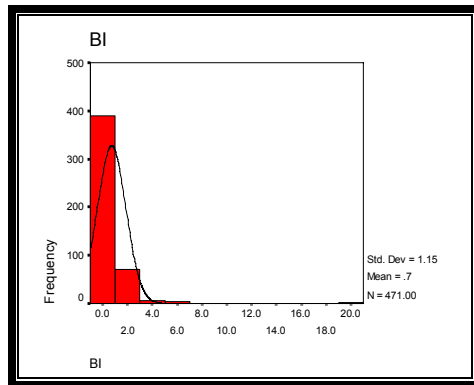 BI
500
400
300
200
100
0
Frequency
0.0 4.0 8.0 12.0 16.0 20.0
2.0 6.0 10.0 14.0 18.0
BI
Std. Dev = 1.15
Mean = .7
N = 471.00